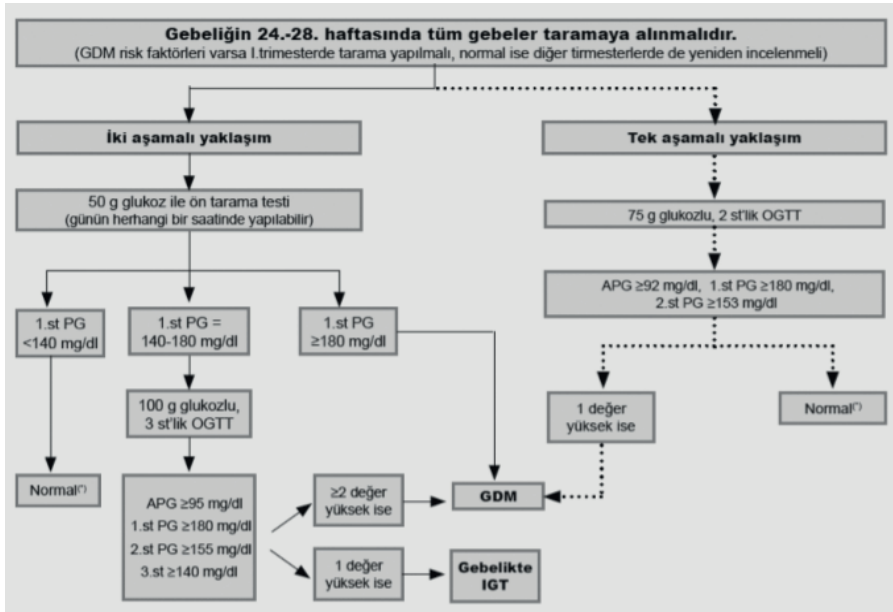 Gebeliğin 24.-28. haftasında tüm gebeler taramaya alınmalıdır.
(GDM risk faktörleri varsa I.trimesterde tarama yapılmalı, normal ise diğer tirmesterlerde de yeniden incelenmeli)
İki aşamalı yaklaşım
Tek aşamalı yaklaşım
50 g glukoz ile ön tarama testi
(günün herhangi bir saatinde yapılabilir)
75 g glukozlu, 2 st'lik OGTT
APG ≥92 mg/dl, 1.st PG ≥180 mg/dl,
2.st PG ≥153 mg/dl
1.st PG
<140 mg/dl
1.st PG =
140-180 mg/dl
1.st PG
≥180 mg/dl
100 g glukozlu,
3 st'lik OGTT
1 değer
yüksek ise
Normal(*)
Normal(*)
APG ≥95 mg/dl
1.st PG ≥180 mg/dl
2.st PG ≥155 mg/dl
3.st ≥140 mg/dl
≥2 değer
yüksek ise
GDM
1 değer
yüksek ise
Gebelikte
IGT